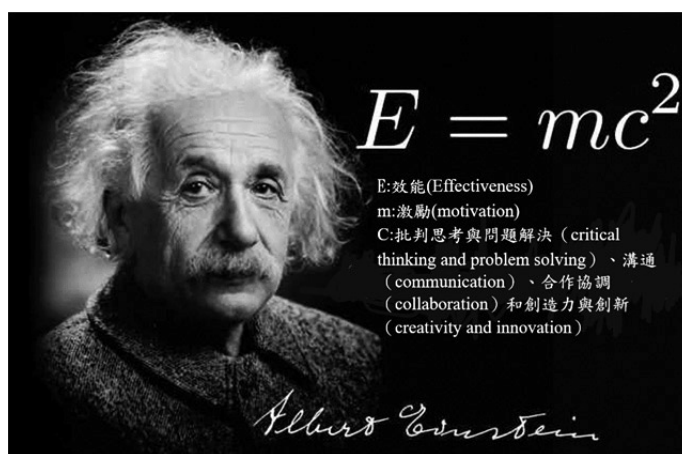 E = mc²
E:效能(Effectiveness)
m:激勵(motivation)
C:批判思考與問題解決（critical
thinking and problem solving）、溝通
（communication）、合作協調
（collaboration）和創造力與創新
（creativity and innovation）
Albert Einstein